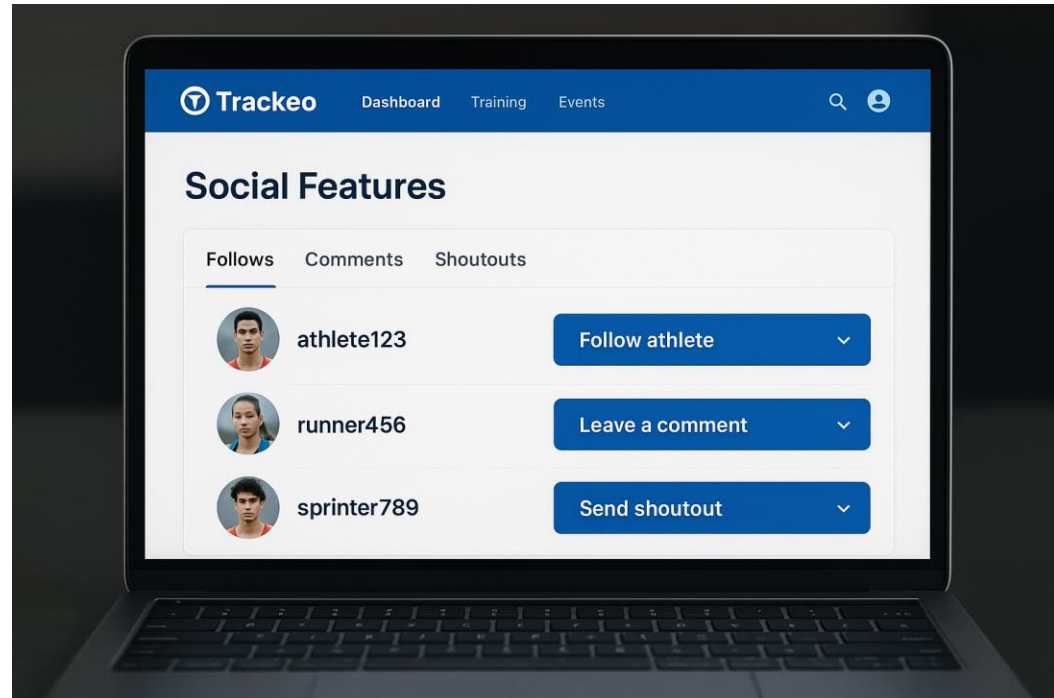 Trackeo Dashboard Training Events
Social Features
Follows Comments Shoutouts
athlete123 Follow athlete
runner456 Leave a comment
sprinter789 Send shoutout